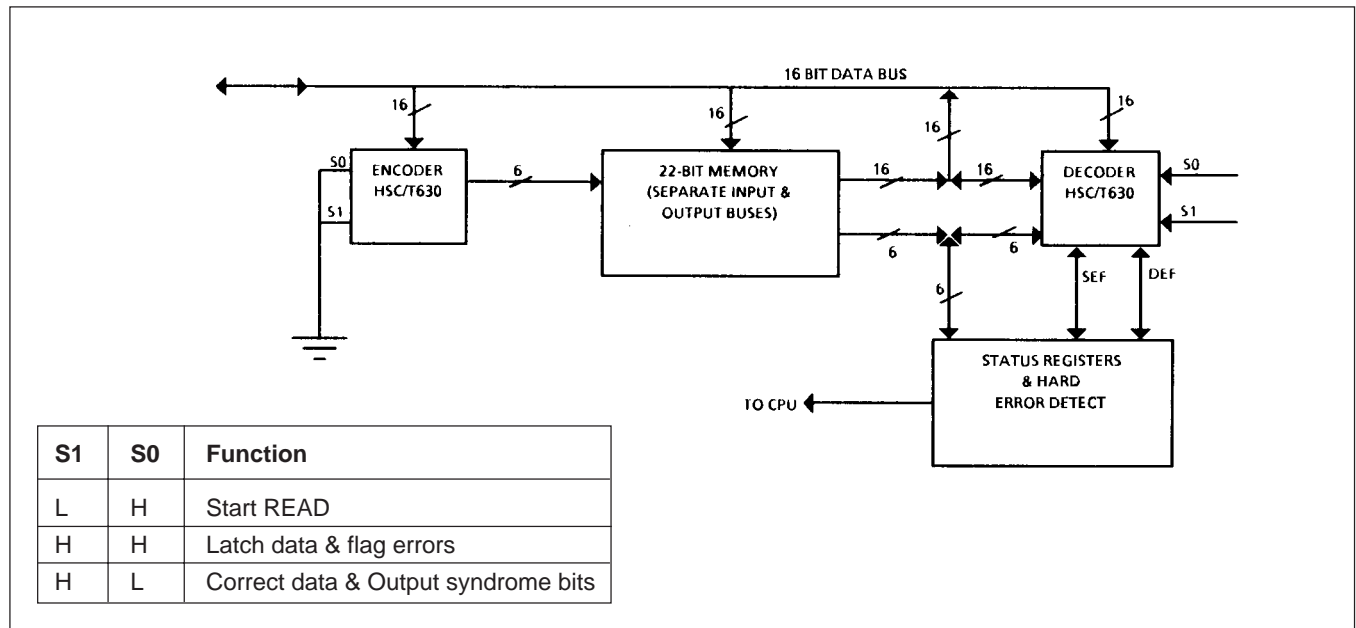 16 BIT DATA BUS
16
16
16
16
S0
ENCODER
HSC/T630
S1
6
22-BIT MEMORY
(SEPARATE INPUT &
OUTPUT BUSES)
16
16
6
6
DECODER
HSC/T630
S0
S1
6
SEF
DEF
STATUS REGISTERS
& HARD
ERROR DETECT
TO CPU
S1 S0 Function
L H Start READ
H H Latch data & flag errors
H L Correct data & Output syndrome bits